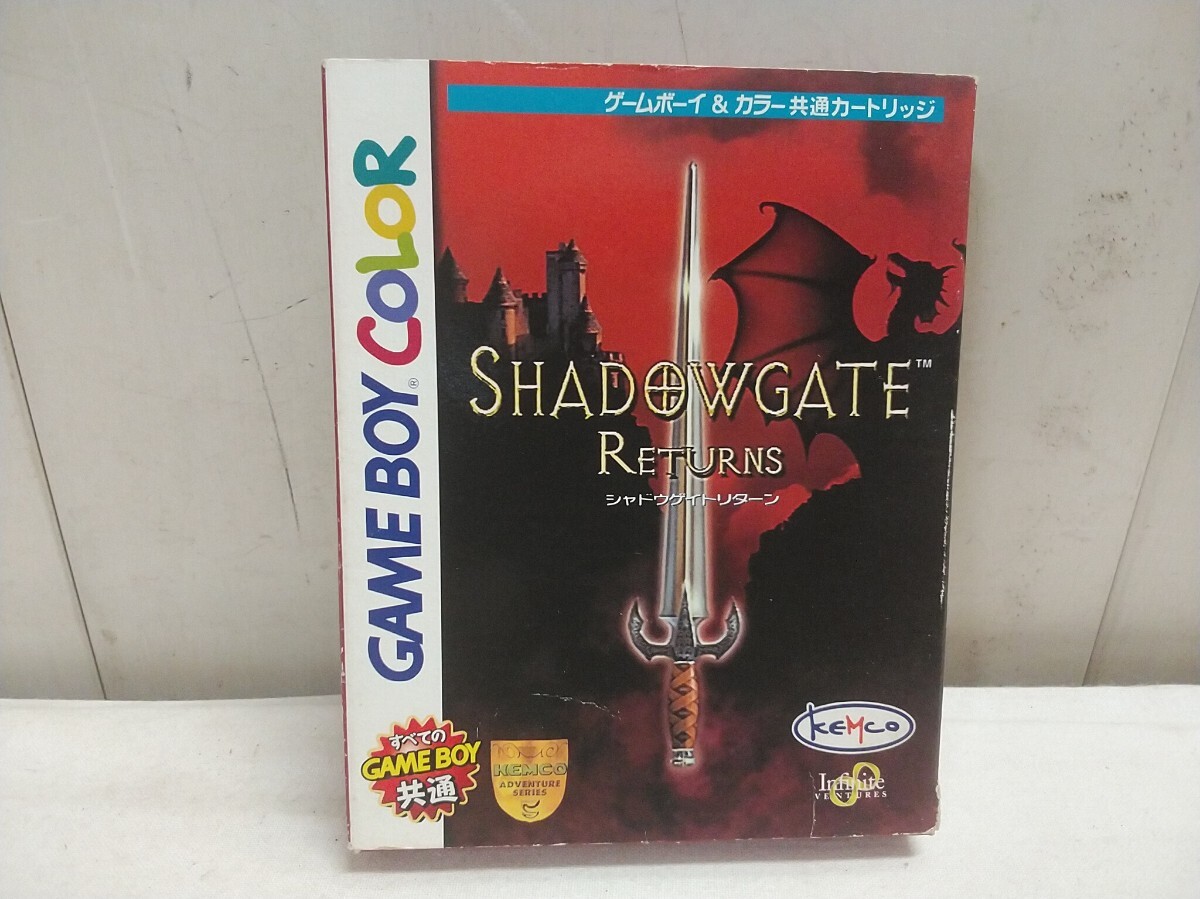 ゲームボーイ & カラー共通カートリッジ
GAME BOY® COLOR
SHADOWGATE™
RETURNS
シャドウゲイトリターン
すべての
GAME BOY
共通
KEMCO
ADVENTURE
SERIES
KEMCO
Infinite
VENTURES